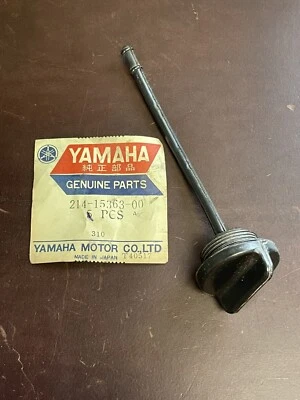 YAMAHA
純正部品
GENUINE PARTS
214-15363-00
5 PCS A
310
YAMAHA MOTOR CO.,LTD
MADE IN JAPAN